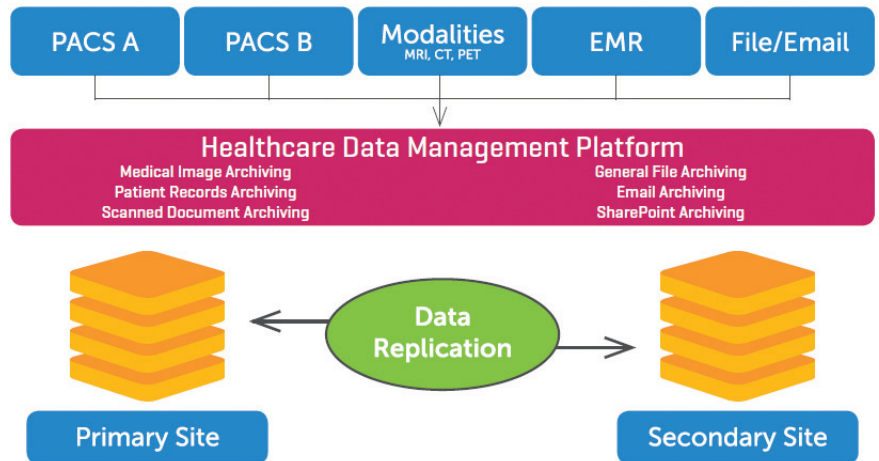 PACS A
PACS B
Modalities
MRI, CT, PET
EMR
File/Email
Healthcare Data Management Platform
Medical Image Archiving
Patient Records Archiving
Scanned Document Archiving
General File Archiving
Email Archiving
SharePoint Archiving
Data
Replication
Primary Site
Secondary Site